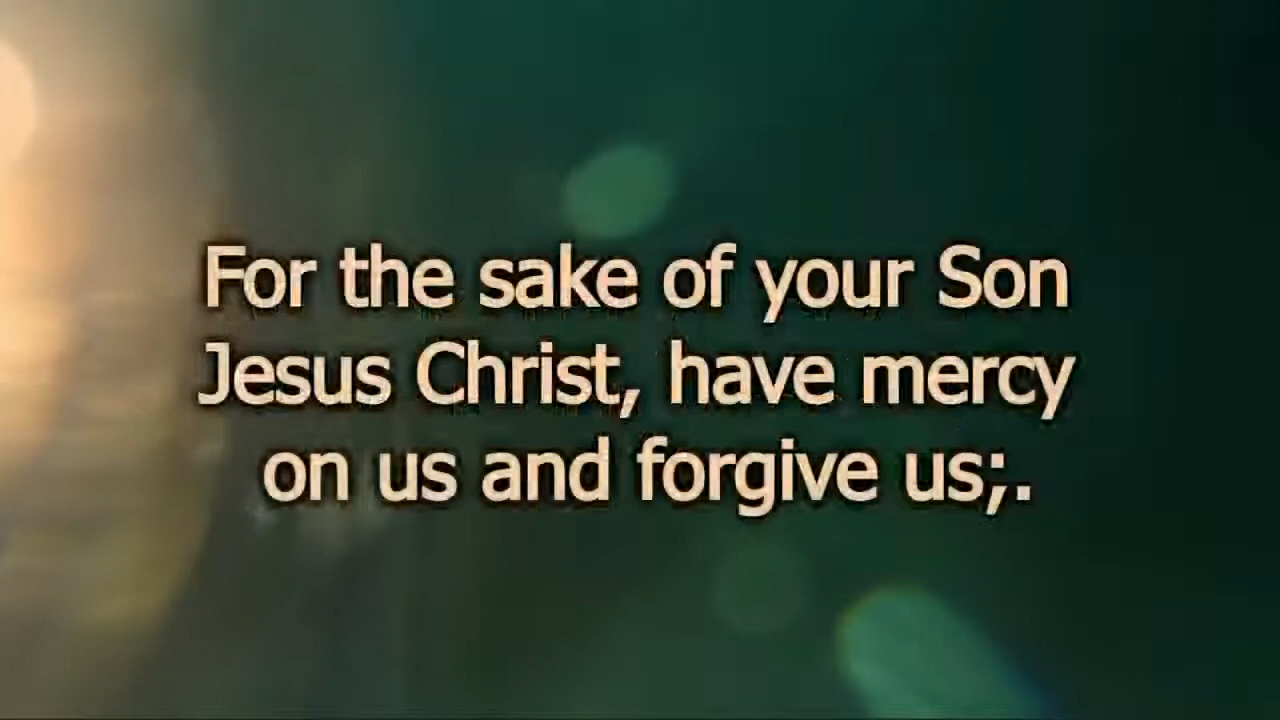 For the sake of your Son
Jesus Christ, have mercy
on us and forgive us;.